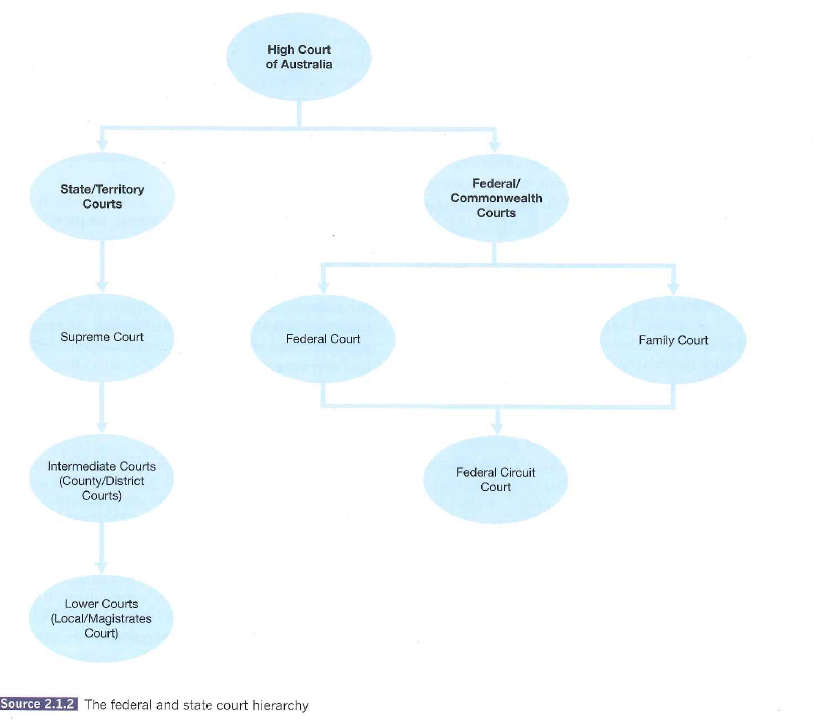 High Court
of Australia
State/Territory
Courts
Federal/
Commonwealth
Courts
Supreme Court
Federal Court
Family Court
Intermediate Courts
(County/District
Courts)
Federal Circuit
Court
Lower Courts
(Local/Magistrates
Court)
Source 2.1.2 The federal and state court hierarchy